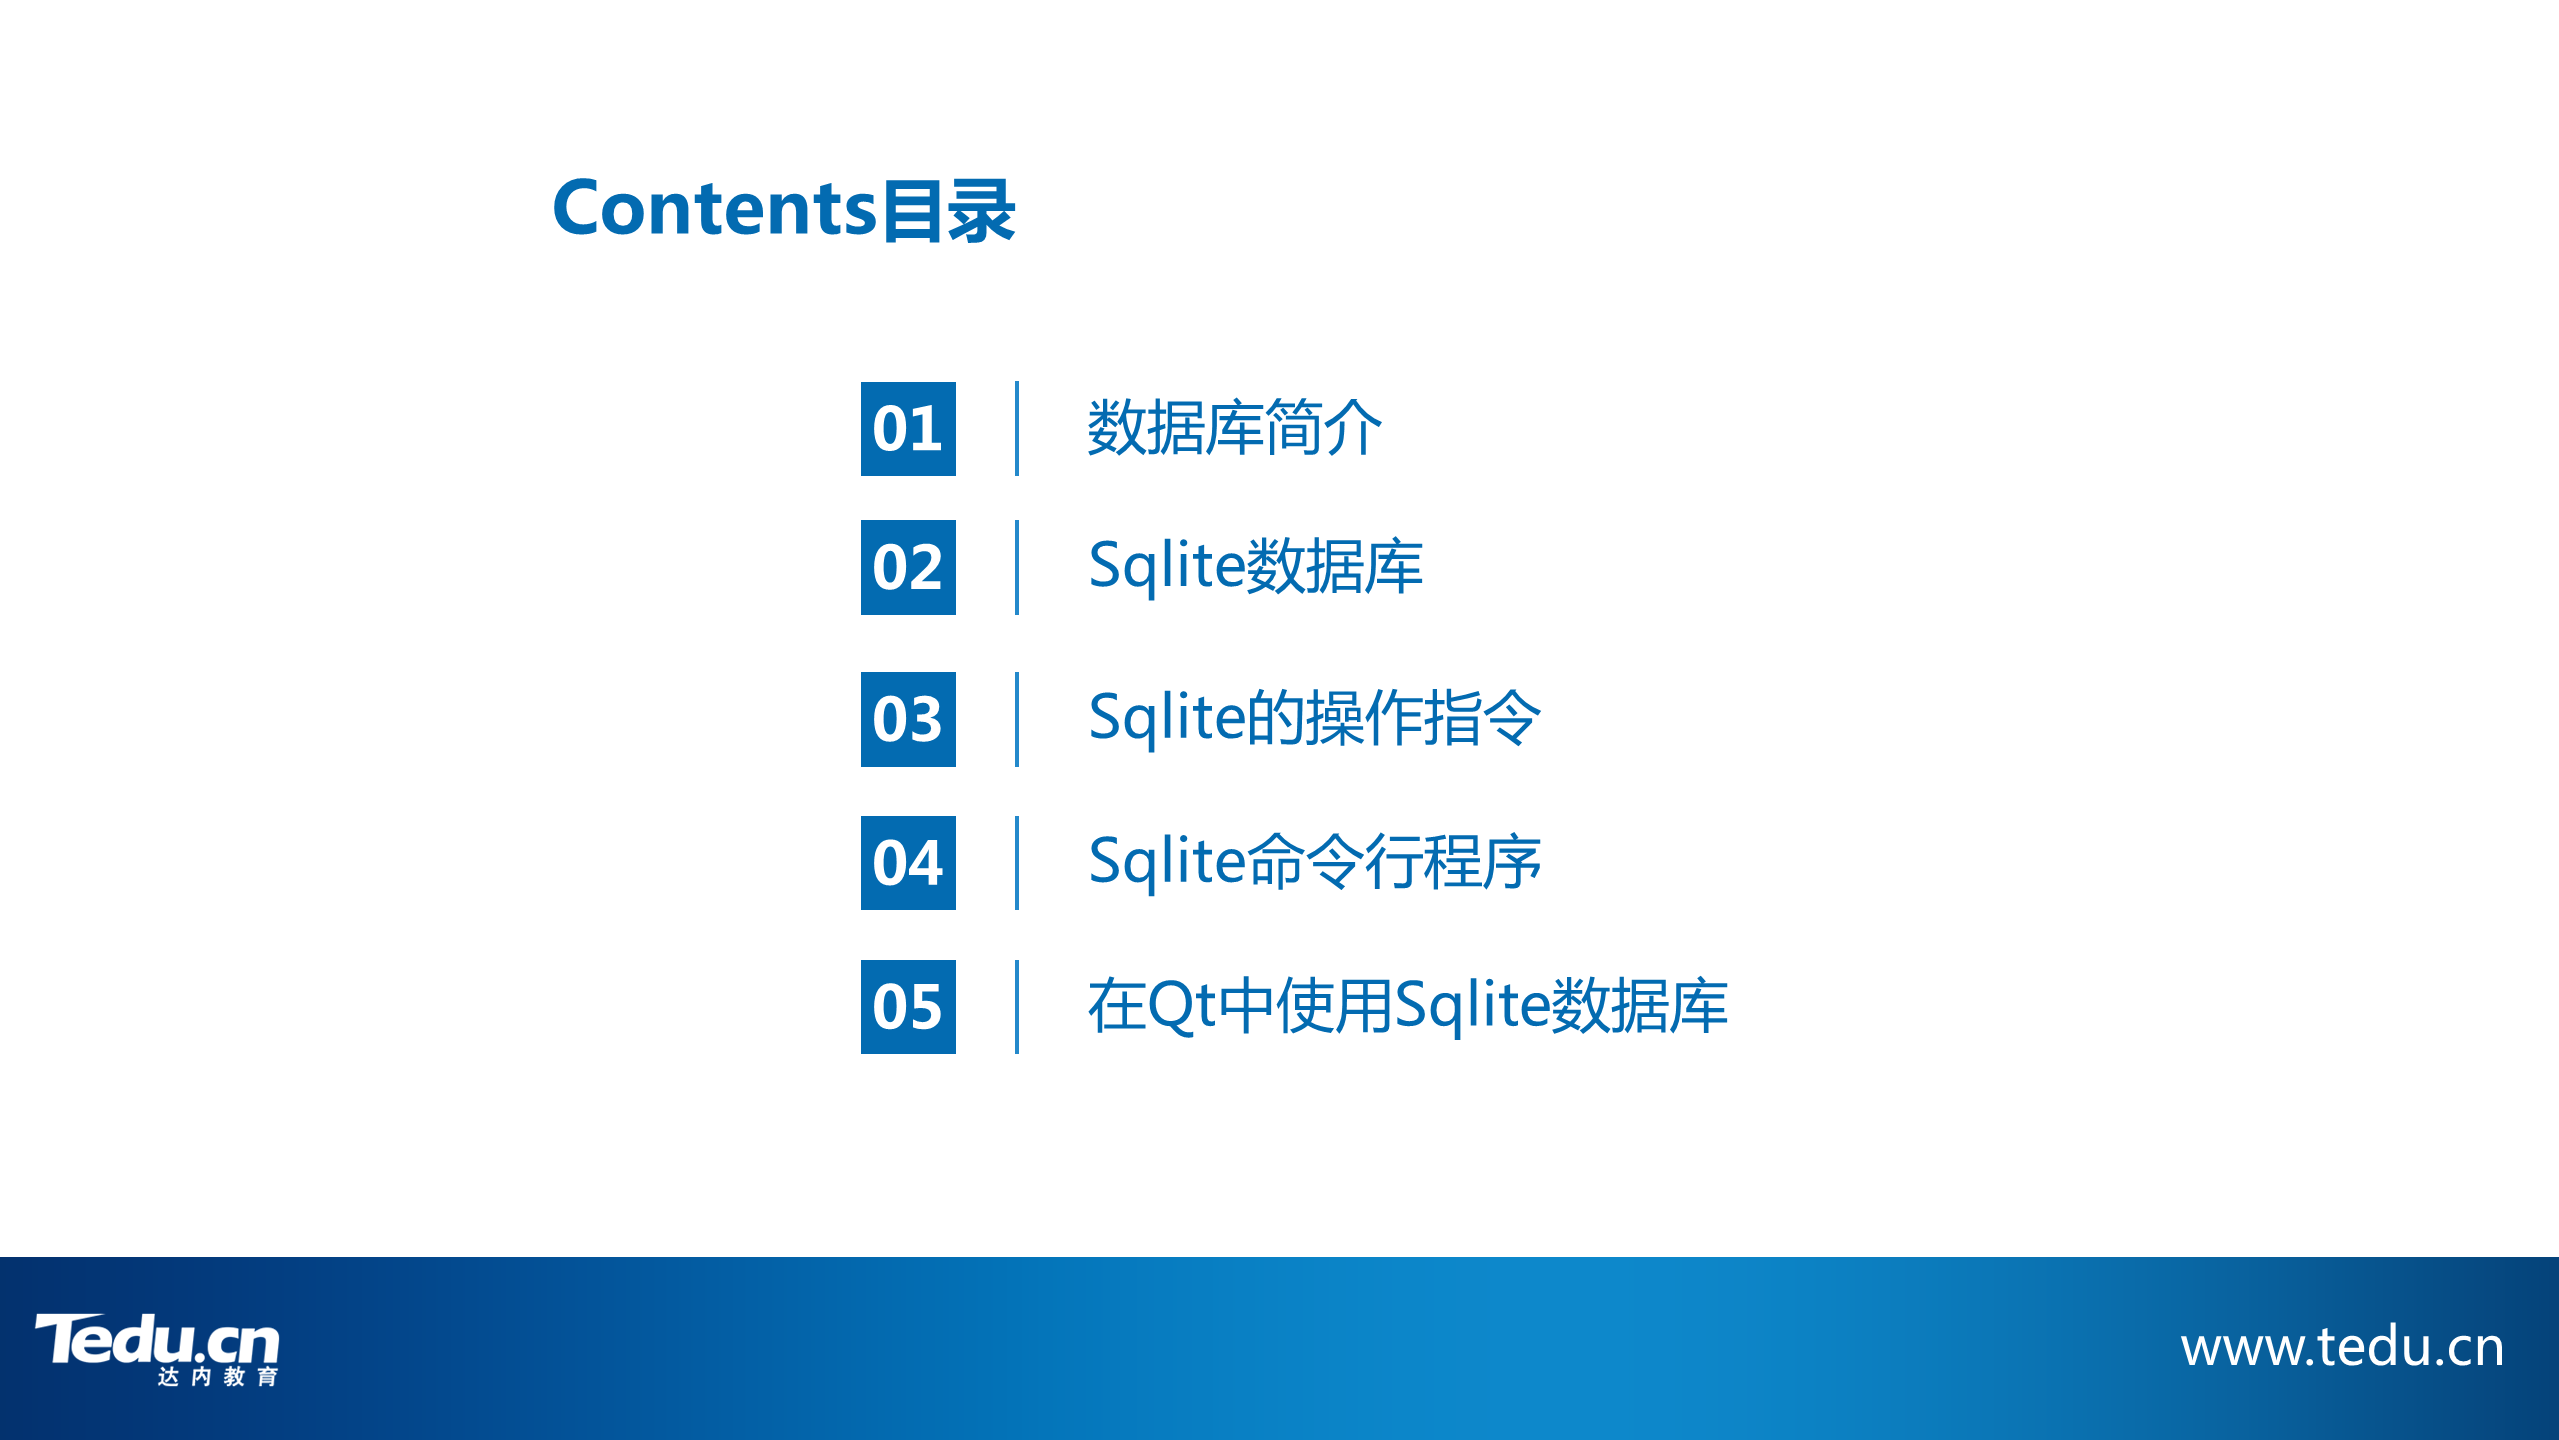 Contents目录
01 数据库简介
02 Sqlite数据库
03 Sqlite的操作指令
04 Sqlite命令行程序
05 在Qt中使用Sqlite数据库
Tedu.cn
达内教育
www.tedu.cn